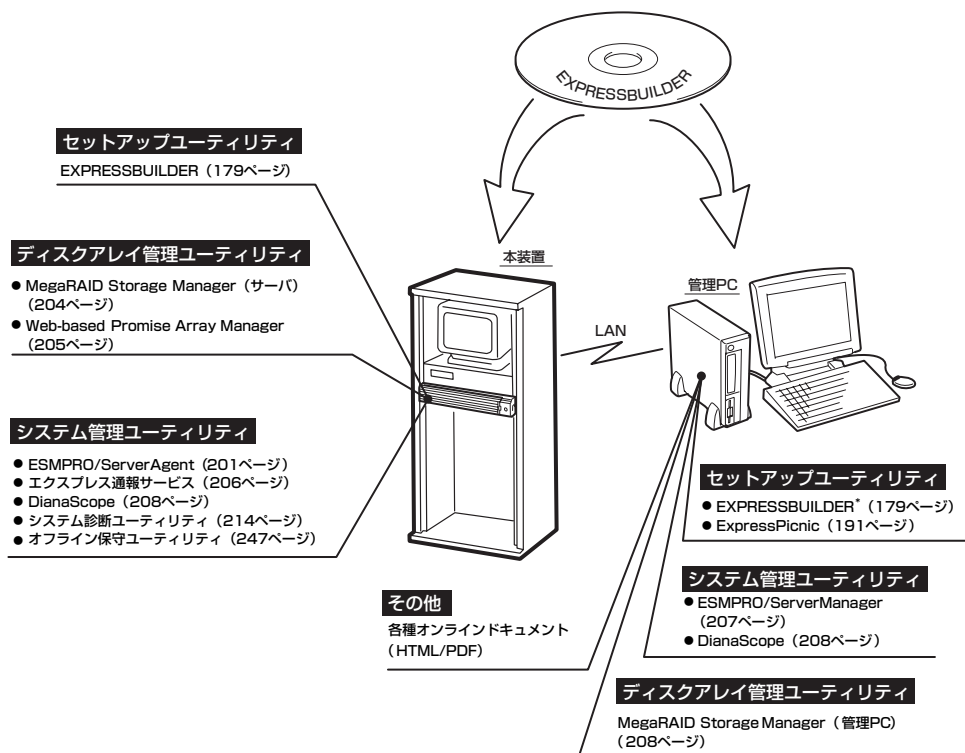 EXPRESSBUILDER
セットアップユーティリティ
EXPRESSBUILDER（179ページ）
ディスクアレイ管理ユーティリティ
● MegaRAID Storage Manager（サーバ）
（204ページ）
● Web-based Promise Array Manager
（205ページ）
システム管理ユーティリティ
● ESMPRO/ServerAgent（201ページ）
● エクスプレス通報サービス（206ページ）
● DianaScope（208ページ）
● システム診断ユーティリティ（214ページ）
● オフライン保守ユーティリティ（247ページ）
本装置
LAN
管理PC
セットアップユーティリティ
● EXPRESSBUILDER*（179ページ）
● ExpressPicnic（191ページ）
システム管理ユーティリティ
● ESMPRO/ServerManager
（207ページ）
● DianaScope（208ページ）
その他
各種オンラインドキュメント
（HTML/PDF）
ディスクアレイ管理ユーティリティ
MegaRAID Storage Manager（管理PC）
（208ページ）